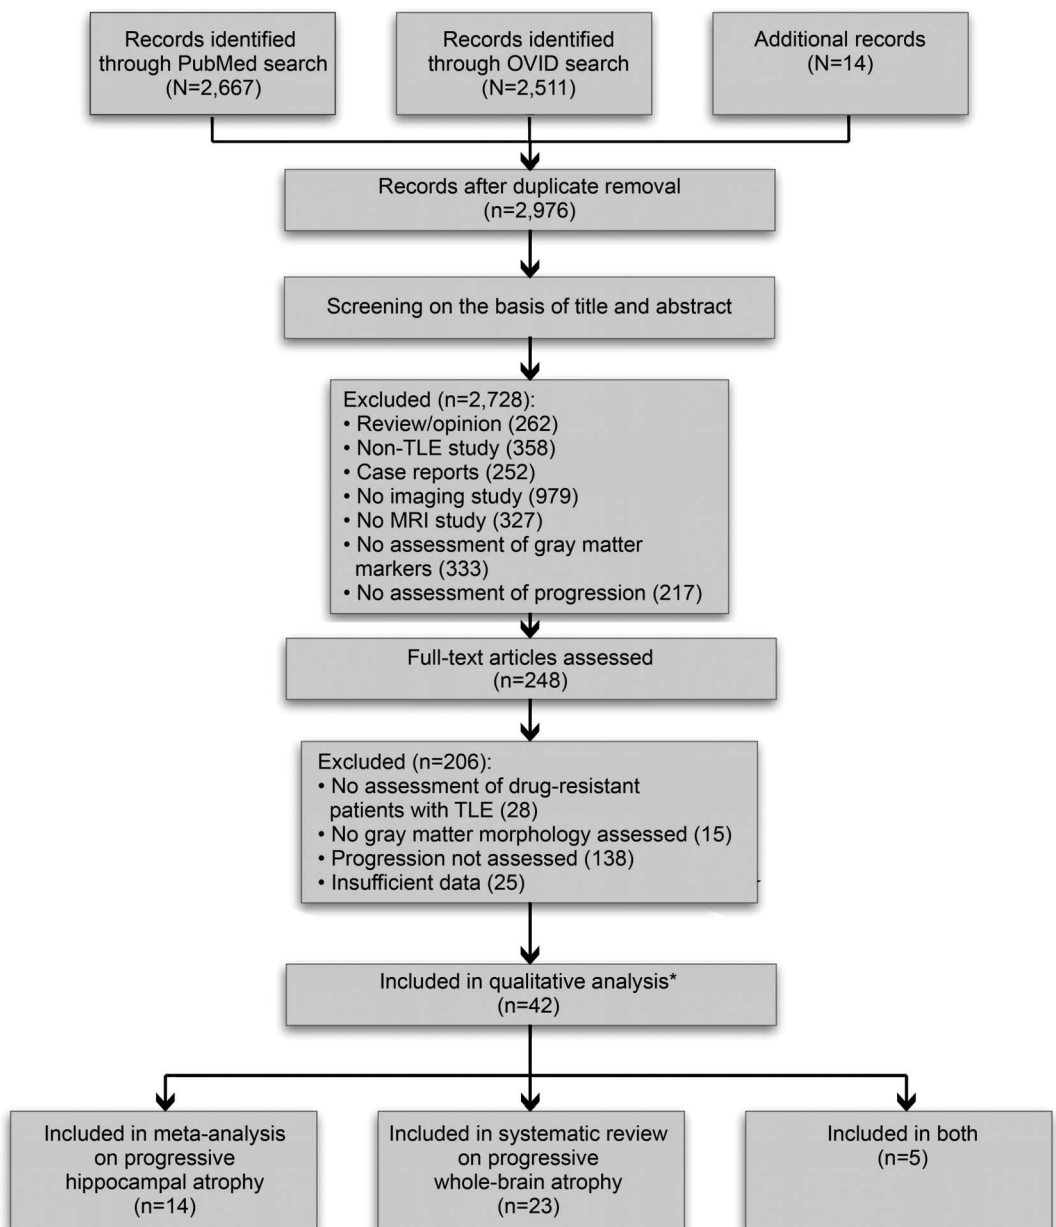 Records identified
through PubMed search
(N=2,667)
Records identified
through OVID search
(N=2,511)
Additional records
(N=14)
Records after duplicate removal
(n=2,976)
Screening on the basis of title and abstract
Excluded (n=2,728):
• Review/opinion (262)
• Non-TLE study (358)
• Case reports (252)
• No imaging study (979)
• No MRI study (327)
• No assessment of gray matter
markers (333)
• No assessment of progression (217)
Full-text articles assessed
(n=248)
Excluded (n=206):
• No assessment of drug-resistant
patients with TLE (28)
• No gray matter morphology assessed (15)
• Progression not assessed (138)
• Insufficient data (25)
Included in qualitative analysis*
(n=42)
Included in meta-analysis
on progressive
hippocampal atrophy
(n=14)
Included in systematic review
on progressive
whole-brain atrophy
(n=23)
Included in both
(n=5)